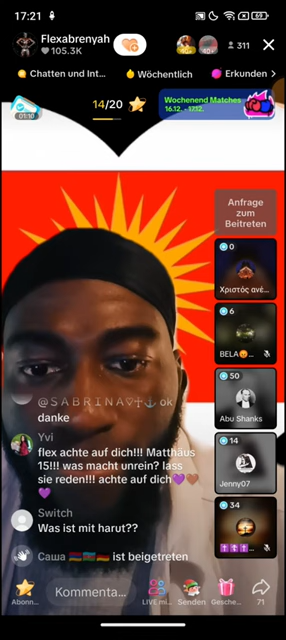 17:21
69
Flexabrenyah
105.3K
311
Chatten und Int...
Wöchentlich
Erkunden
01:10
14/20
Wochenend Matches
16.12. - 17.12.
Anfrage
zum
Beitreten
0
Χριστός ανέ...
6
BELA😡...
50
Abu Shanks
14
Jenny07
34
@ＳＡＢＲＩＮＡ♡☥⚓ ok
danke
Yvi
flex achte auf dich!!! Matthäus
15!!! was macht unrein? lass
sie reden!!! achte auf dich💜🤎
💜
Switch
Was ist mit harut??
Саша 🇦🇲🇩🇪 ist beigetreten
Abonn...
Kommenta...
LIVE mi...
Senden
Gesche...
71